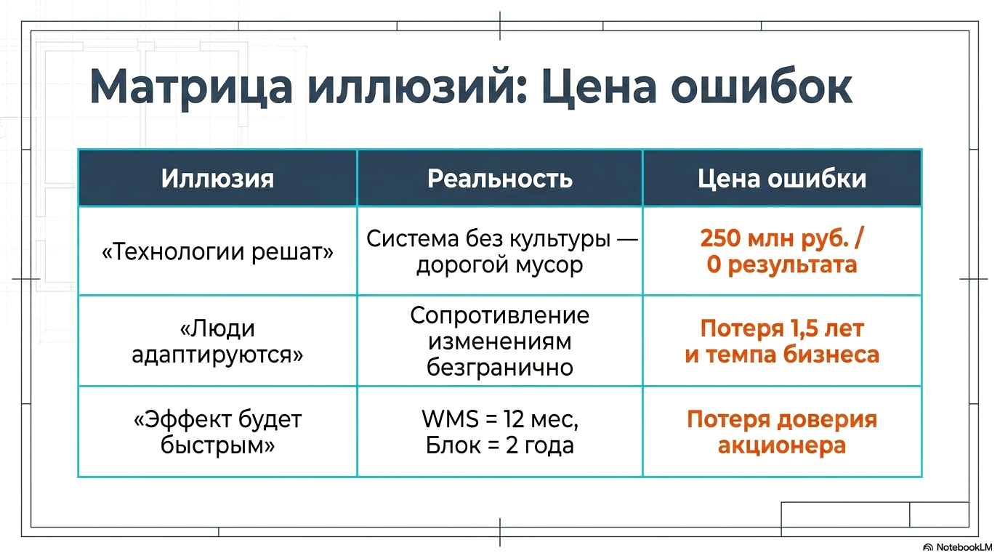 Матрица иллюзий: Цена ошибок
Иллюзия
Реальность
Цена ошибки
«Технологии решат»
Система без культуры —
дорогой мусор
250 млн руб. /
0 результата
«Люди
адаптируются»
Сопротивление
изменениям
безгранично
Потеря 1,5 лет
и темпа бизнеса
«Эффект будет
быстрым»
WMS = 12 мес,
Блок = 2 года
Потеря доверия
акционера
NotebookLM